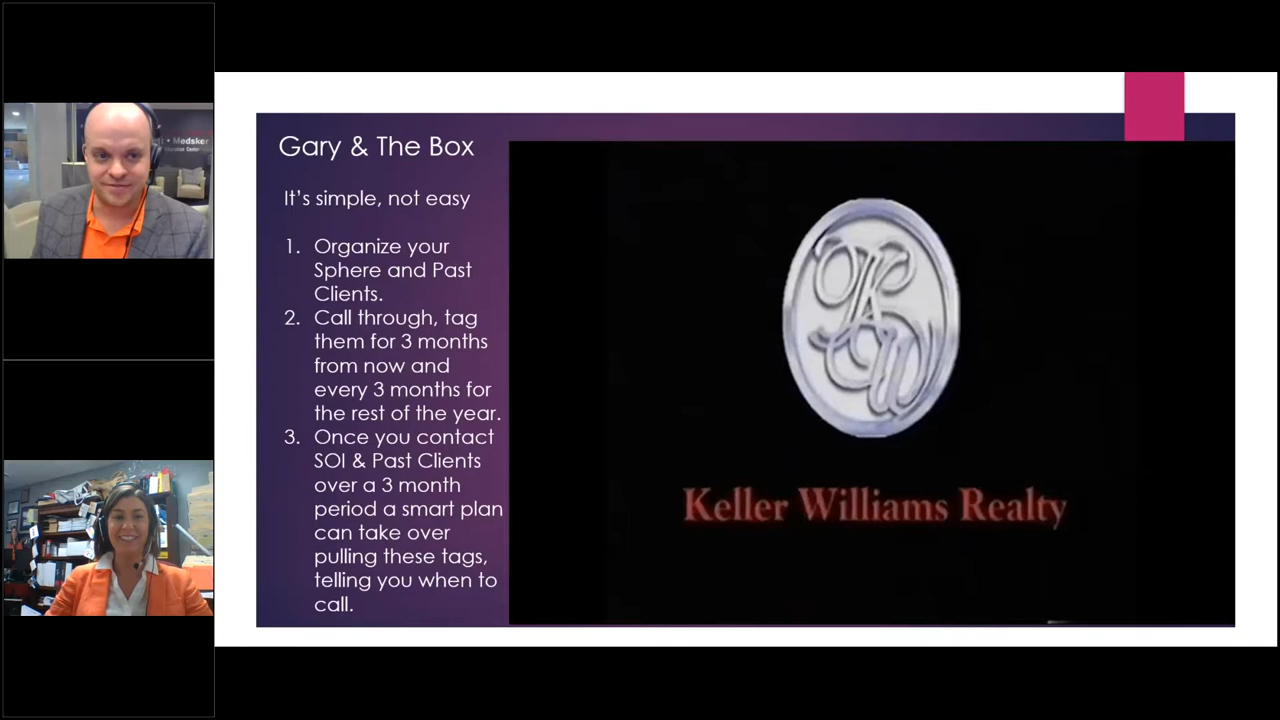 • Medsker
Gary & The Box
It's simple, not easy
1. Organize your
Sphere and Past
Clients.
2. Call through, tag
them for 3 months
from now and
every 3 months for
the rest of the year.
3. Once you contact
SOI & Past Clients
over a 3 month
period a smart plan
can take over
pulling these tags,
telling you when to
call.
KW
Keller Williams Realty